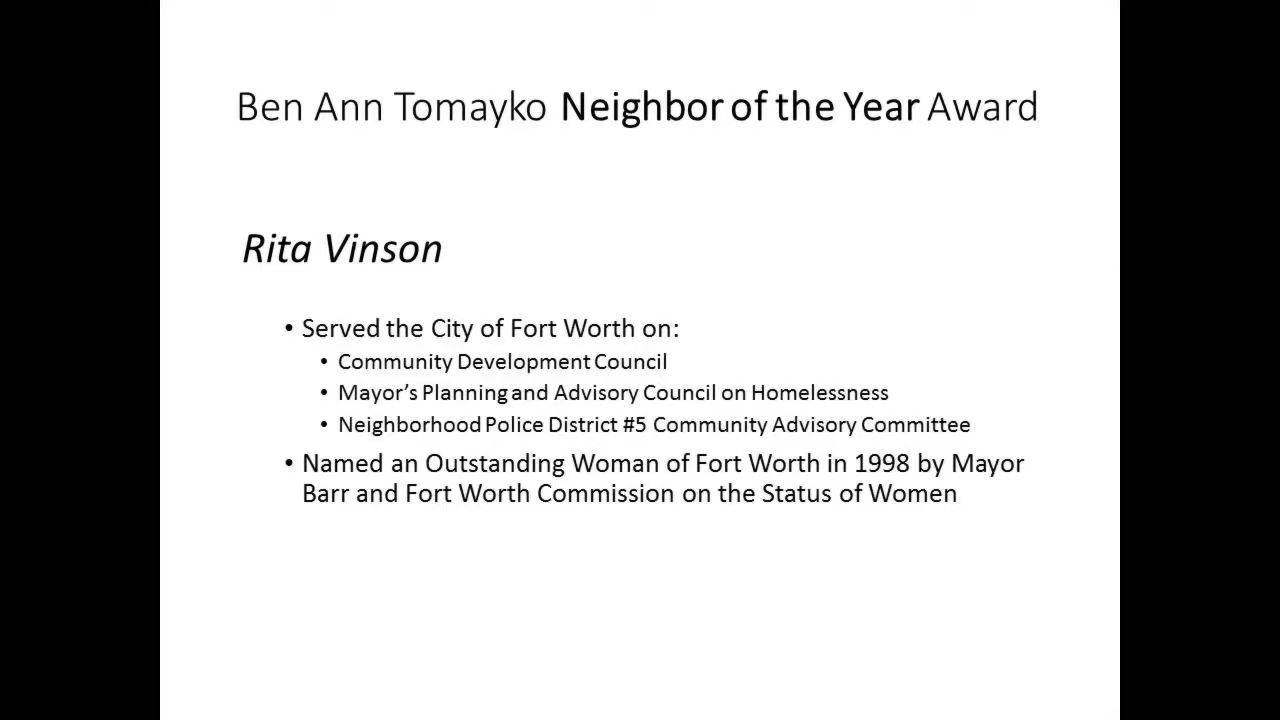 Ben Ann Tomayko Neighbor of the Year Award
Rita Vinson
• Served the City of Fort Worth on:
• Community Development Council
• Mayor's Planning and Advisory Council on Homelessness
• Neighborhood Police District #5 Community Advisory Committee
• Named an Outstanding Woman of Fort Worth in 1998 by Mayor
Barr and Fort Worth Commission on the Status of Women